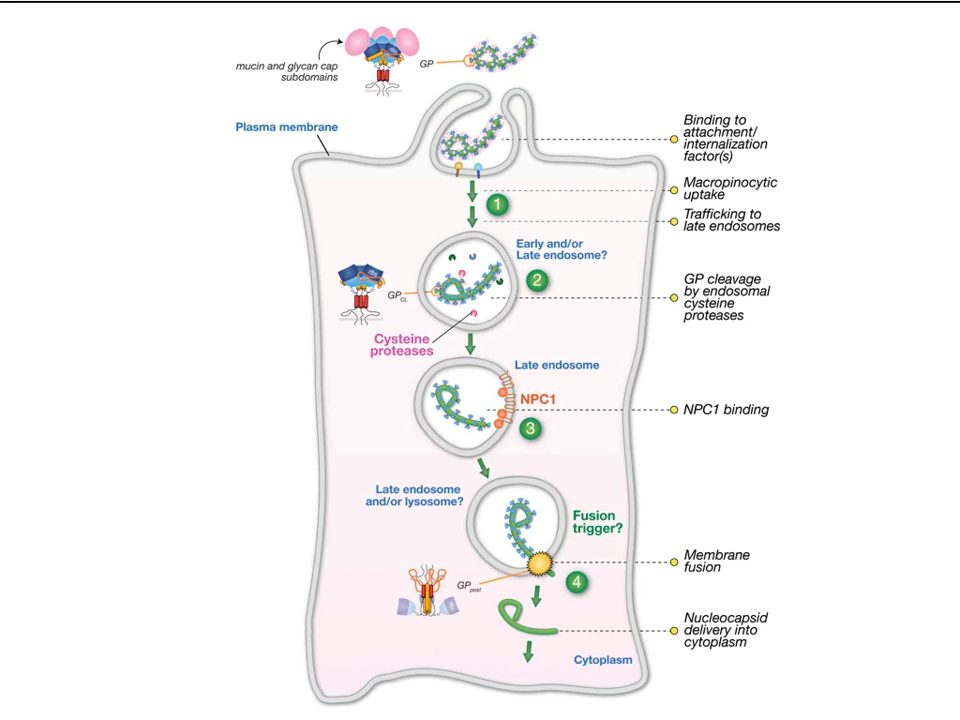 mucin and glycan cap
subdomains
rbs
GP
Plasma membrane
Binding to
attachment/
internalization
factor(s)
Macropinocytic
uptake
1
Trafficking to
late endosomes
Early and/or
Late endosome?
2
rbs
GP CL
GP cleavage
by endosomal
cysteine
proteases
Cysteine
proteases
Late endosome
NPC1
NPC1 binding
3
Late endosome
and/or lysosome?
Fusion
trigger?
Membrane
fusion
4
GP post
Nucleocapsid
delivery into
cytoplasm
Cytoplasm